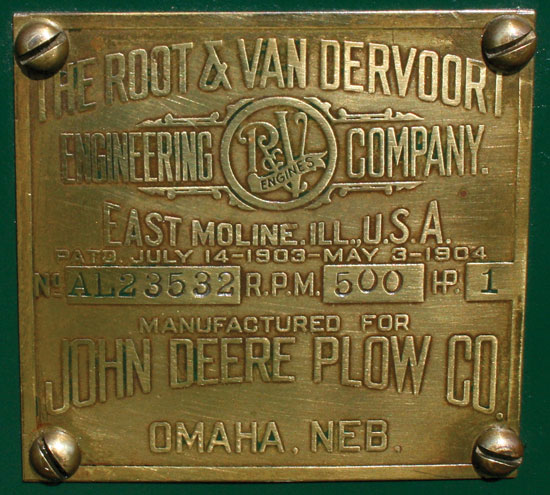 THE ROOT & VAN DERVOORT
ENGINEERING R&V ENGINES COMPANY.
EAST MOLINE, ILL., U.S.A.
PATD. JULY 14-1903-MAY 3-1904
No AL23532 R.P.M. 500 H.P. 1
MANUFACTURED FOR
JOHN DEERE PLOW CO.
OMAHA, NEB.